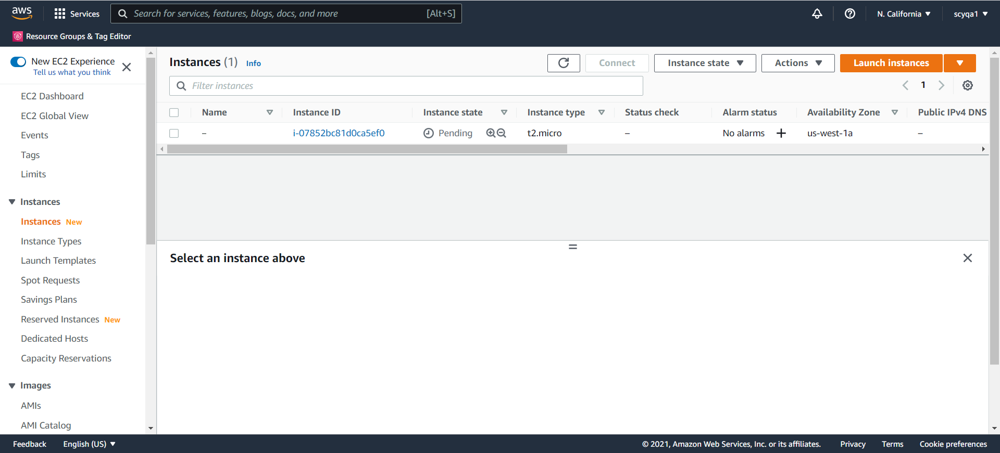 aws
Services
Search for services, features, blogs, docs, and more
[Alt+S]
N. California
scyqa1
Resource Groups & Tag Editor
New EC2 Experience
Tell us what you think
EC2 Dashboard
EC2 Global View
Events
Tags
Limits
Instances
Instances New
Instance Types
Launch Templates
Spot Requests
Savings Plans
Reserved Instances New
Dedicated Hosts
Capacity Reservations
Images
AMIs
AMI Catalog
Instances (1) Info
Connect
Instance state
Actions
Launch instances
Filter instances
1
Name Instance ID Instance state Instance type Status check Alarm status Availability Zone Public IPv4 DNS
– i-07852bc81d0ca5ef0 Pending t2.micro – No alarms us-west-1a –
Select an instance above
Feedback English (US) © 2021, Amazon Web Services, Inc. or its affiliates. Privacy Terms Cookie preferences